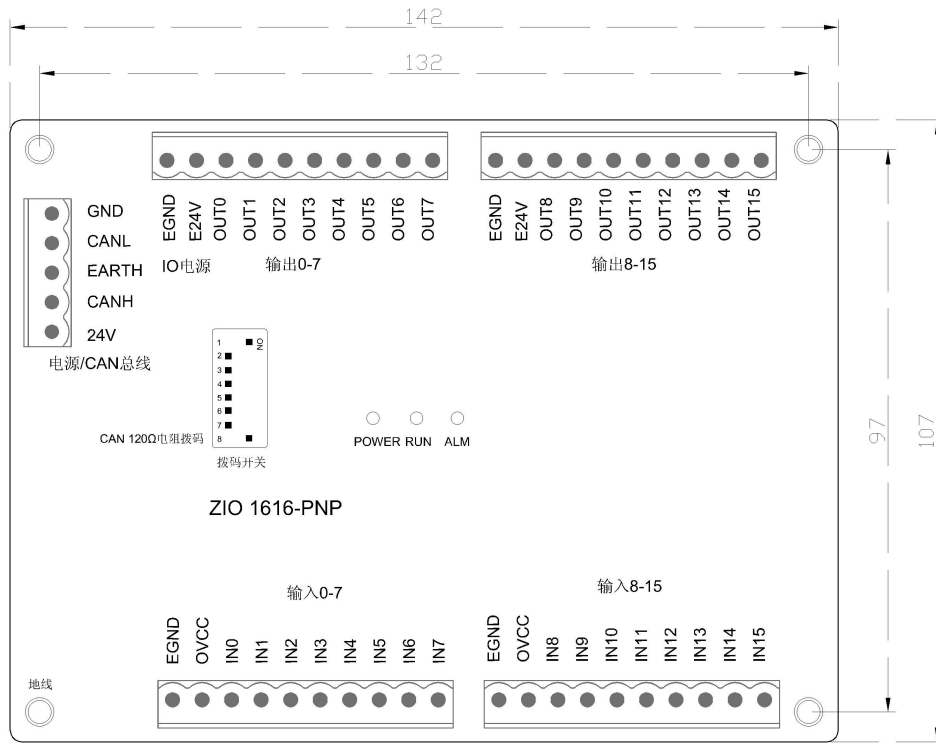 142
132
EGND E24V OUT0 OUT1 OUT2 OUT3 OUT4 OUT5 OUT6 OUT7
EGND E24V OUT8 OUT9 OUT10 OUT11 OUT12 OUT13 OUT14 OUT15
GND
CANL
EARTH
CANH
24V
电源/CAN总线
IO电源
输出0-7
输出8-15
ON
1
2
3
4
5
6
7
8
CAN 120Ω电阻拨码
拨码开关
POWER RUN ALM
97
107
ZIO 1616-PNP
输入0-7
输入8-15
EGND OVCC IN0 IN1 IN2 IN3 IN4 IN5 IN6 IN7
EGND OVCC IN8 IN9 IN10 IN11 IN12 IN13 IN14 IN15
地线